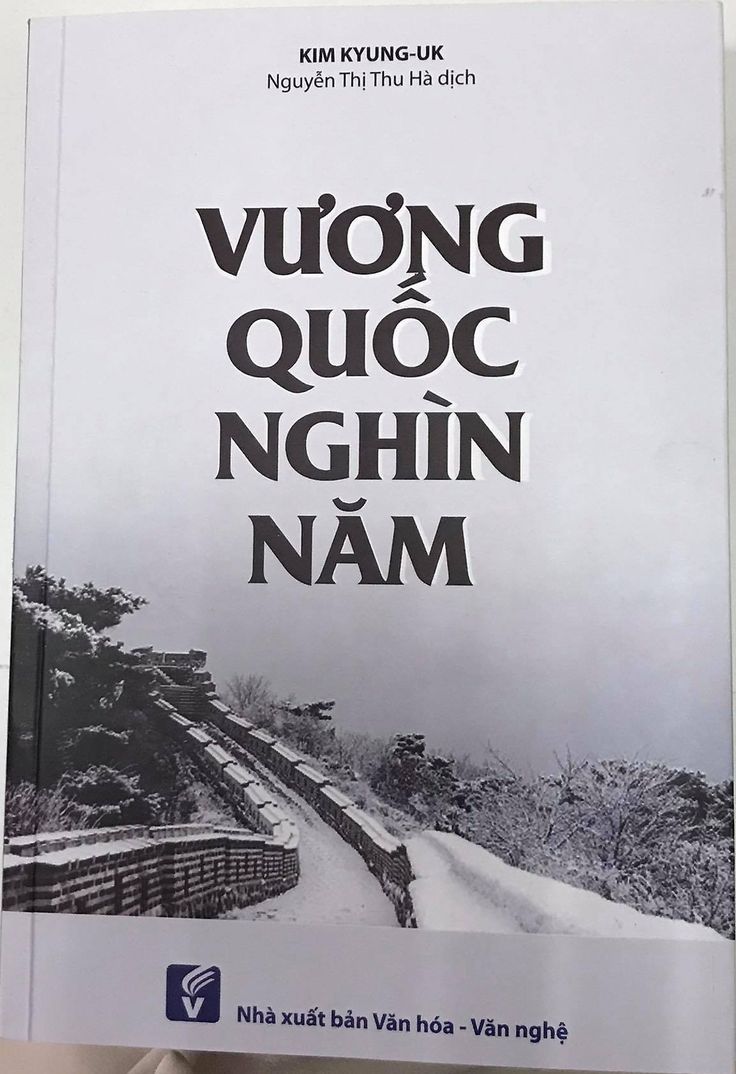 KIM KYUNG-UK
Nguyễn Thị Thu Hà dịch
VƯƠNG
QUỐC
NGHÌN
NĂM
V
Nhà xuất bản Văn hóa - Văn nghệ